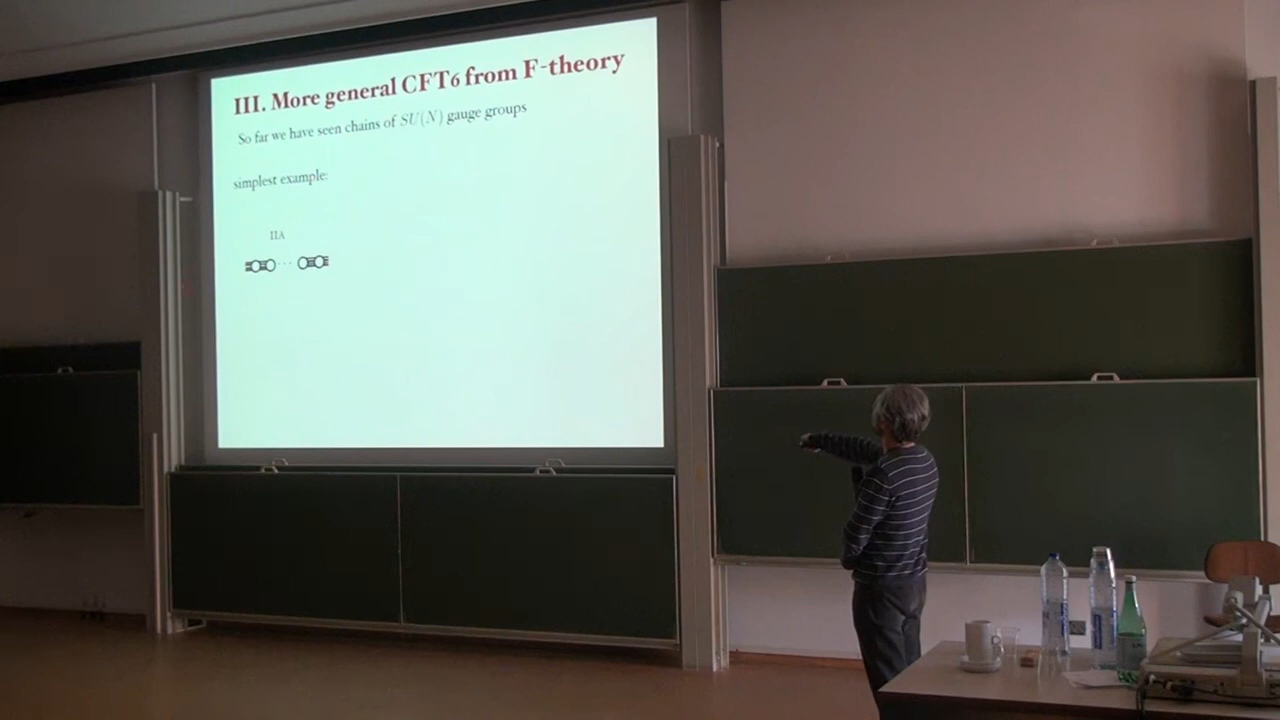 III. More general CFT6 from F-theory
So far we have seen chains of SU(N) gauge groups
simplest example:
IIA